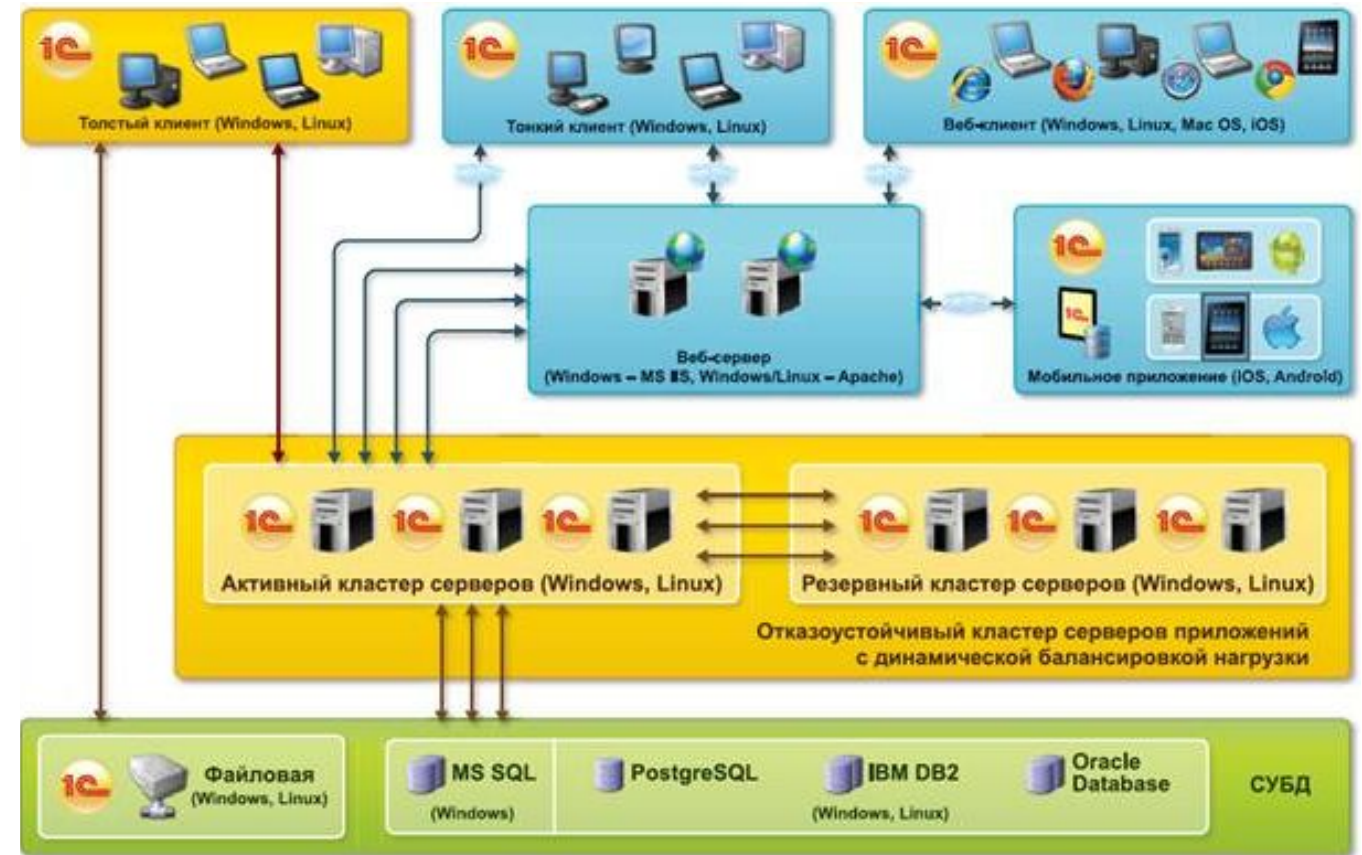 1С
Толстый клиент (Windows, Linux)
1С
Тонкий клиент (Windows, Linux)
1С
Веб-клиент (Windows, Linux, Mac OS, iOS)
Веб-сервер
(Windows – MS IIS, Windows/Linux – Apache)
1С
1С
Мобильное приложение (iOS, Android)
1С
1С
1С
Активный кластер серверов (Windows, Linux)
1С
1С
1С
Резервный кластер серверов (Windows, Linux)
Отказоустойчивый кластер серверов приложений
с динамической балансировкой нагрузки
1С
Файловая
(Windows, Linux)
MS SQL
(Windows)
PostgreSQL
IBM DB2
Oracle
Database
(Windows, Linux)
СУБД